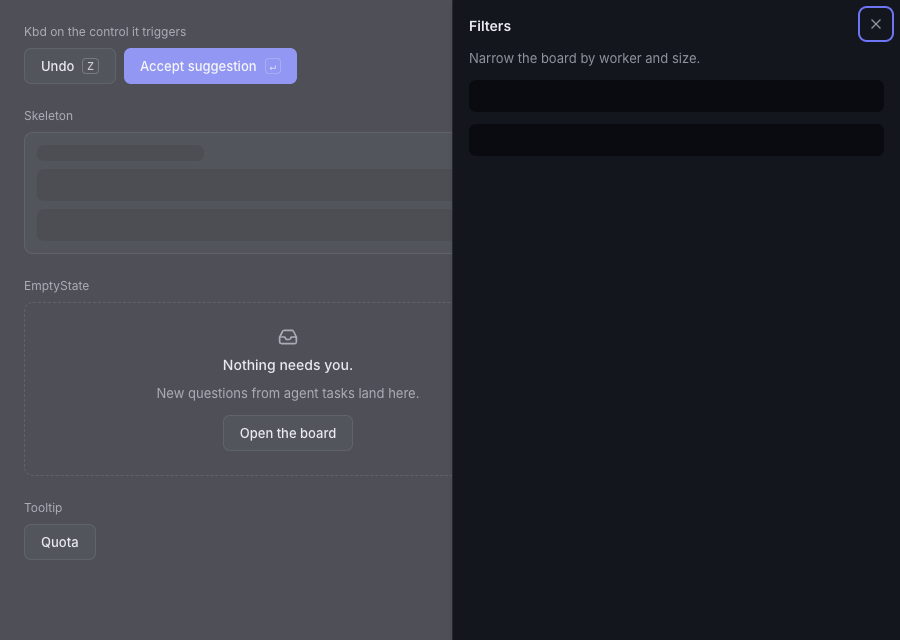 Kbd on the control it triggers
Undo Z
Accept suggestion ↵
Skeleton
EmptyState
Nothing needs you.
New questions from agent tasks land here.
Open the board
Tooltip
Quota
Filters
Narrow the board by worker and size.